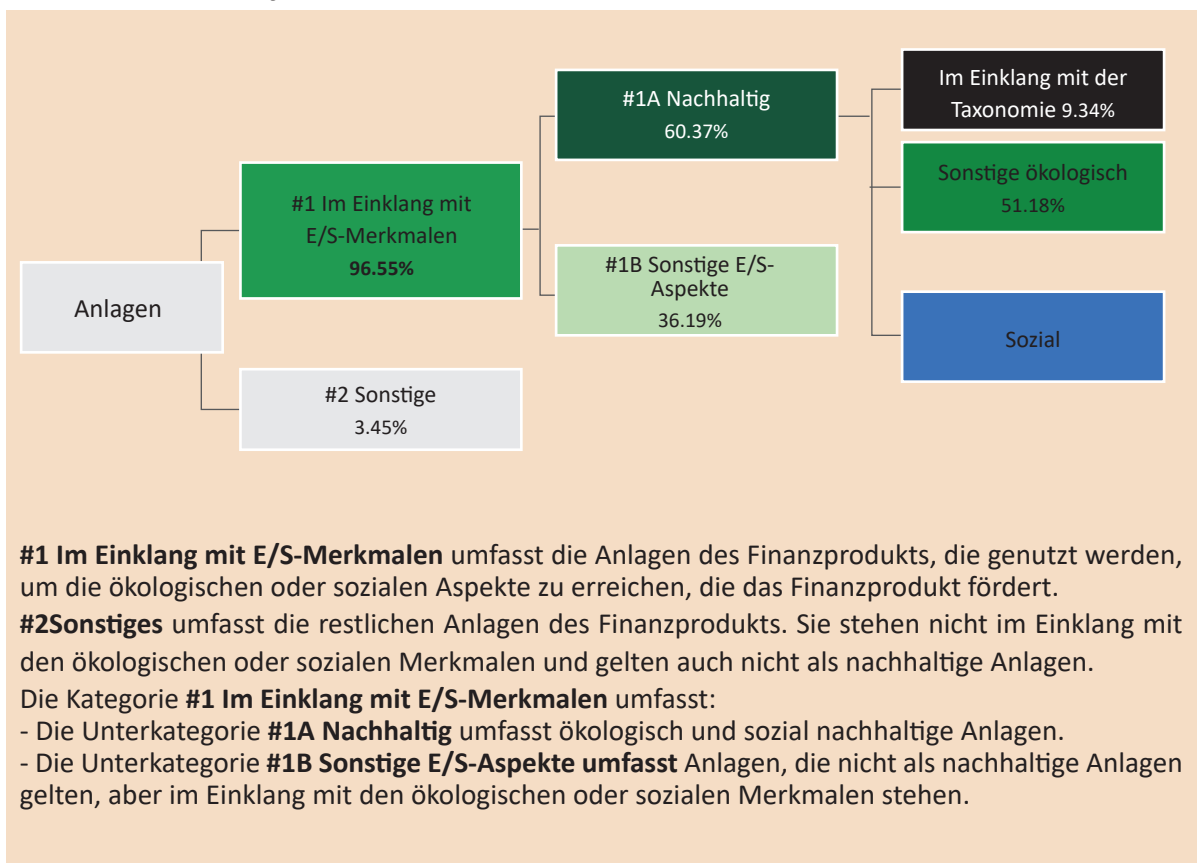 Anlagen
#1 Im Einklang mit
E/S-Merkmalen
96.55%
#2 Sonstige
3.45%
#1A Nachhaltig
60.37%
#1B Sonstige E/S-
Aspekte
36.19%
Im Einklang mit der
Taxonomie 9.34%
Sonstige ökologisch
51.18%
Sozial
#1 Im Einklang mit E/S-Merkmalen umfasst die Anlagen des Finanzprodukts, die genutzt werden,
um die ökologischen oder sozialen Aspekte zu erreichen, die das Finanzprodukt fördert.
#2Sonstiges umfasst die restlichen Anlagen des Finanzprodukts. Sie stehen nicht im Einklang mit
den ökologischen oder sozialen Merkmalen und gelten auch nicht als nachhaltige Anlagen.
Die Kategorie #1 Im Einklang mit E/S-Merkmalen umfasst:
- Die Unterkategorie #1A Nachhaltig umfasst ökologisch und sozial nachhaltige Anlagen.
- Die Unterkategorie #1B Sonstige E/S-Aspekte umfasst Anlagen, die nicht als nachhaltige Anlagen
gelten, aber im Einklang mit den ökologischen oder sozialen Merkmalen stehen.